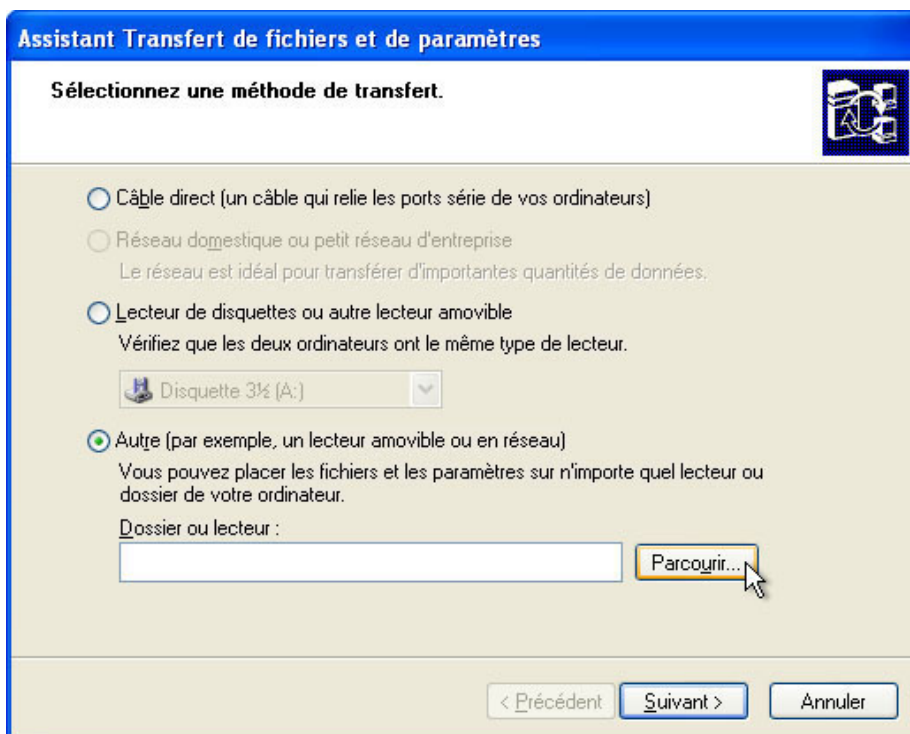 Assistant Transfert de fichiers et de paramètres
Sélectionnez une méthode de transfert.
Câble direct (un câble qui relie les ports série de vos ordinateurs)
Réseau domestique ou petit réseau d'entreprise
Le réseau est idéal pour transférer d'importantes quantités de données.
Lecteur de disquettes ou autre lecteur amovible
Vérifiez que les deux ordinateurs ont le même type de lecteur.
Disquette 3½ (A:)
Autre (par exemple, un lecteur amovible ou en réseau)
Vous pouvez placer les fichiers et les paramètres sur n'importe quel lecteur ou
dossier de votre ordinateur.
Dossier ou lecteur :
Parcourir...
< Précédent Suivant > Annuler